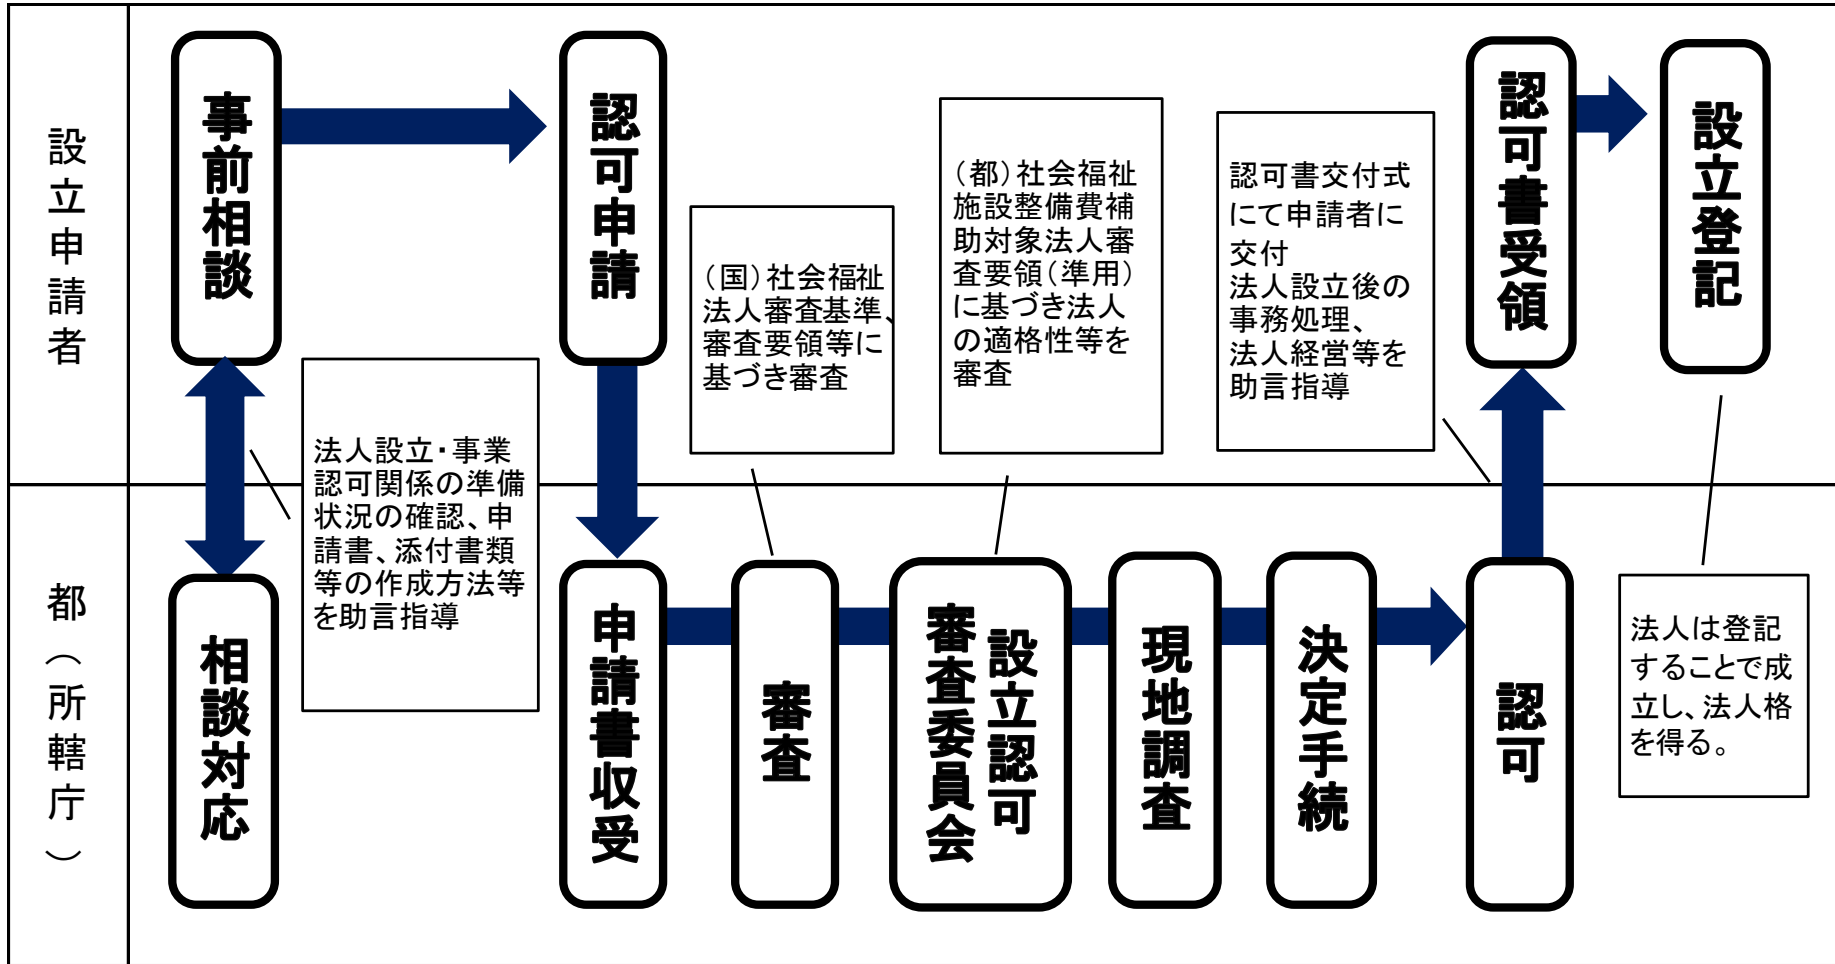 設立申請者
事前相談
認可申請
認可書受領
設立登記
(国)社会福祉
法人審査基準、
審査要領等に
基づき審査
(都)社会福祉
施設整備費補
助対象法人審
査要領(準用)
に基づき法人
の適格性等を
審査
認可書交付式
にて申請者に
交付
法人設立後の
事務処理、
法人経営等を
助言指導
法人設立・事業
認可関係の準備
状況の確認、申
請書、添付書類
等の作成方法等
を助言指導
都(所轄庁)
相談対応
申請書収受
審査
設立認可
審査委員会
現地調査
決定手続
認可
法人は登記
することで成
立し、法人格
を得る。